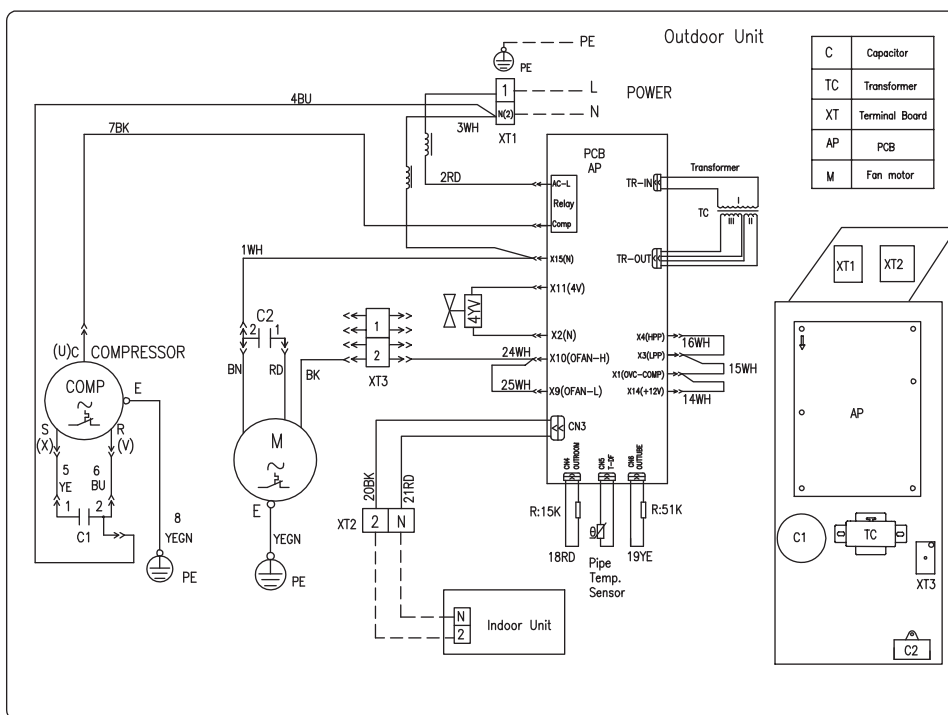 Outdoor Unit
PE
PE
1
L
POWER
N(2)
N
XT1
4BU
7BK
3WH
2RD
1WH
PCB
AP
AC-L
Relay
Comp
X15(N)
X11(4V)
4YV
X2(N)
X10(OFAN-H)
X9(OFAN-L)
24WH
25WH
CN3
TR-IN
Transformer
TC
I
III
II
TR-OUT
X4(HPP)
16WH
X3(LPP)
15WH
X1(OVC-COMP)
X14(+12V)
14WH
CN4
OUTROOM
CN5
T-DF
CN6
OUTTUBE
R:15K
R:51K
θ
18RD
19YE
Pipe
Temp.
Sensor
C2
2
1
BN
RD
BK
1
2
XT3
M
E
YEGN
PE
(U)C
COMPRESSOR
COMP
E
S
(X)
R
(V)
5
YE
6
BU
1
2
C1
8
YEGN
PE
20BK
21RD
XT2
2
N
N
2
Indoor Unit
C
Capacitor
TC
Transformer
XT
Terminal Board
AP
PCB
M
Fan motor
XT1
XT2
AP
C1
TC
XT3
C2